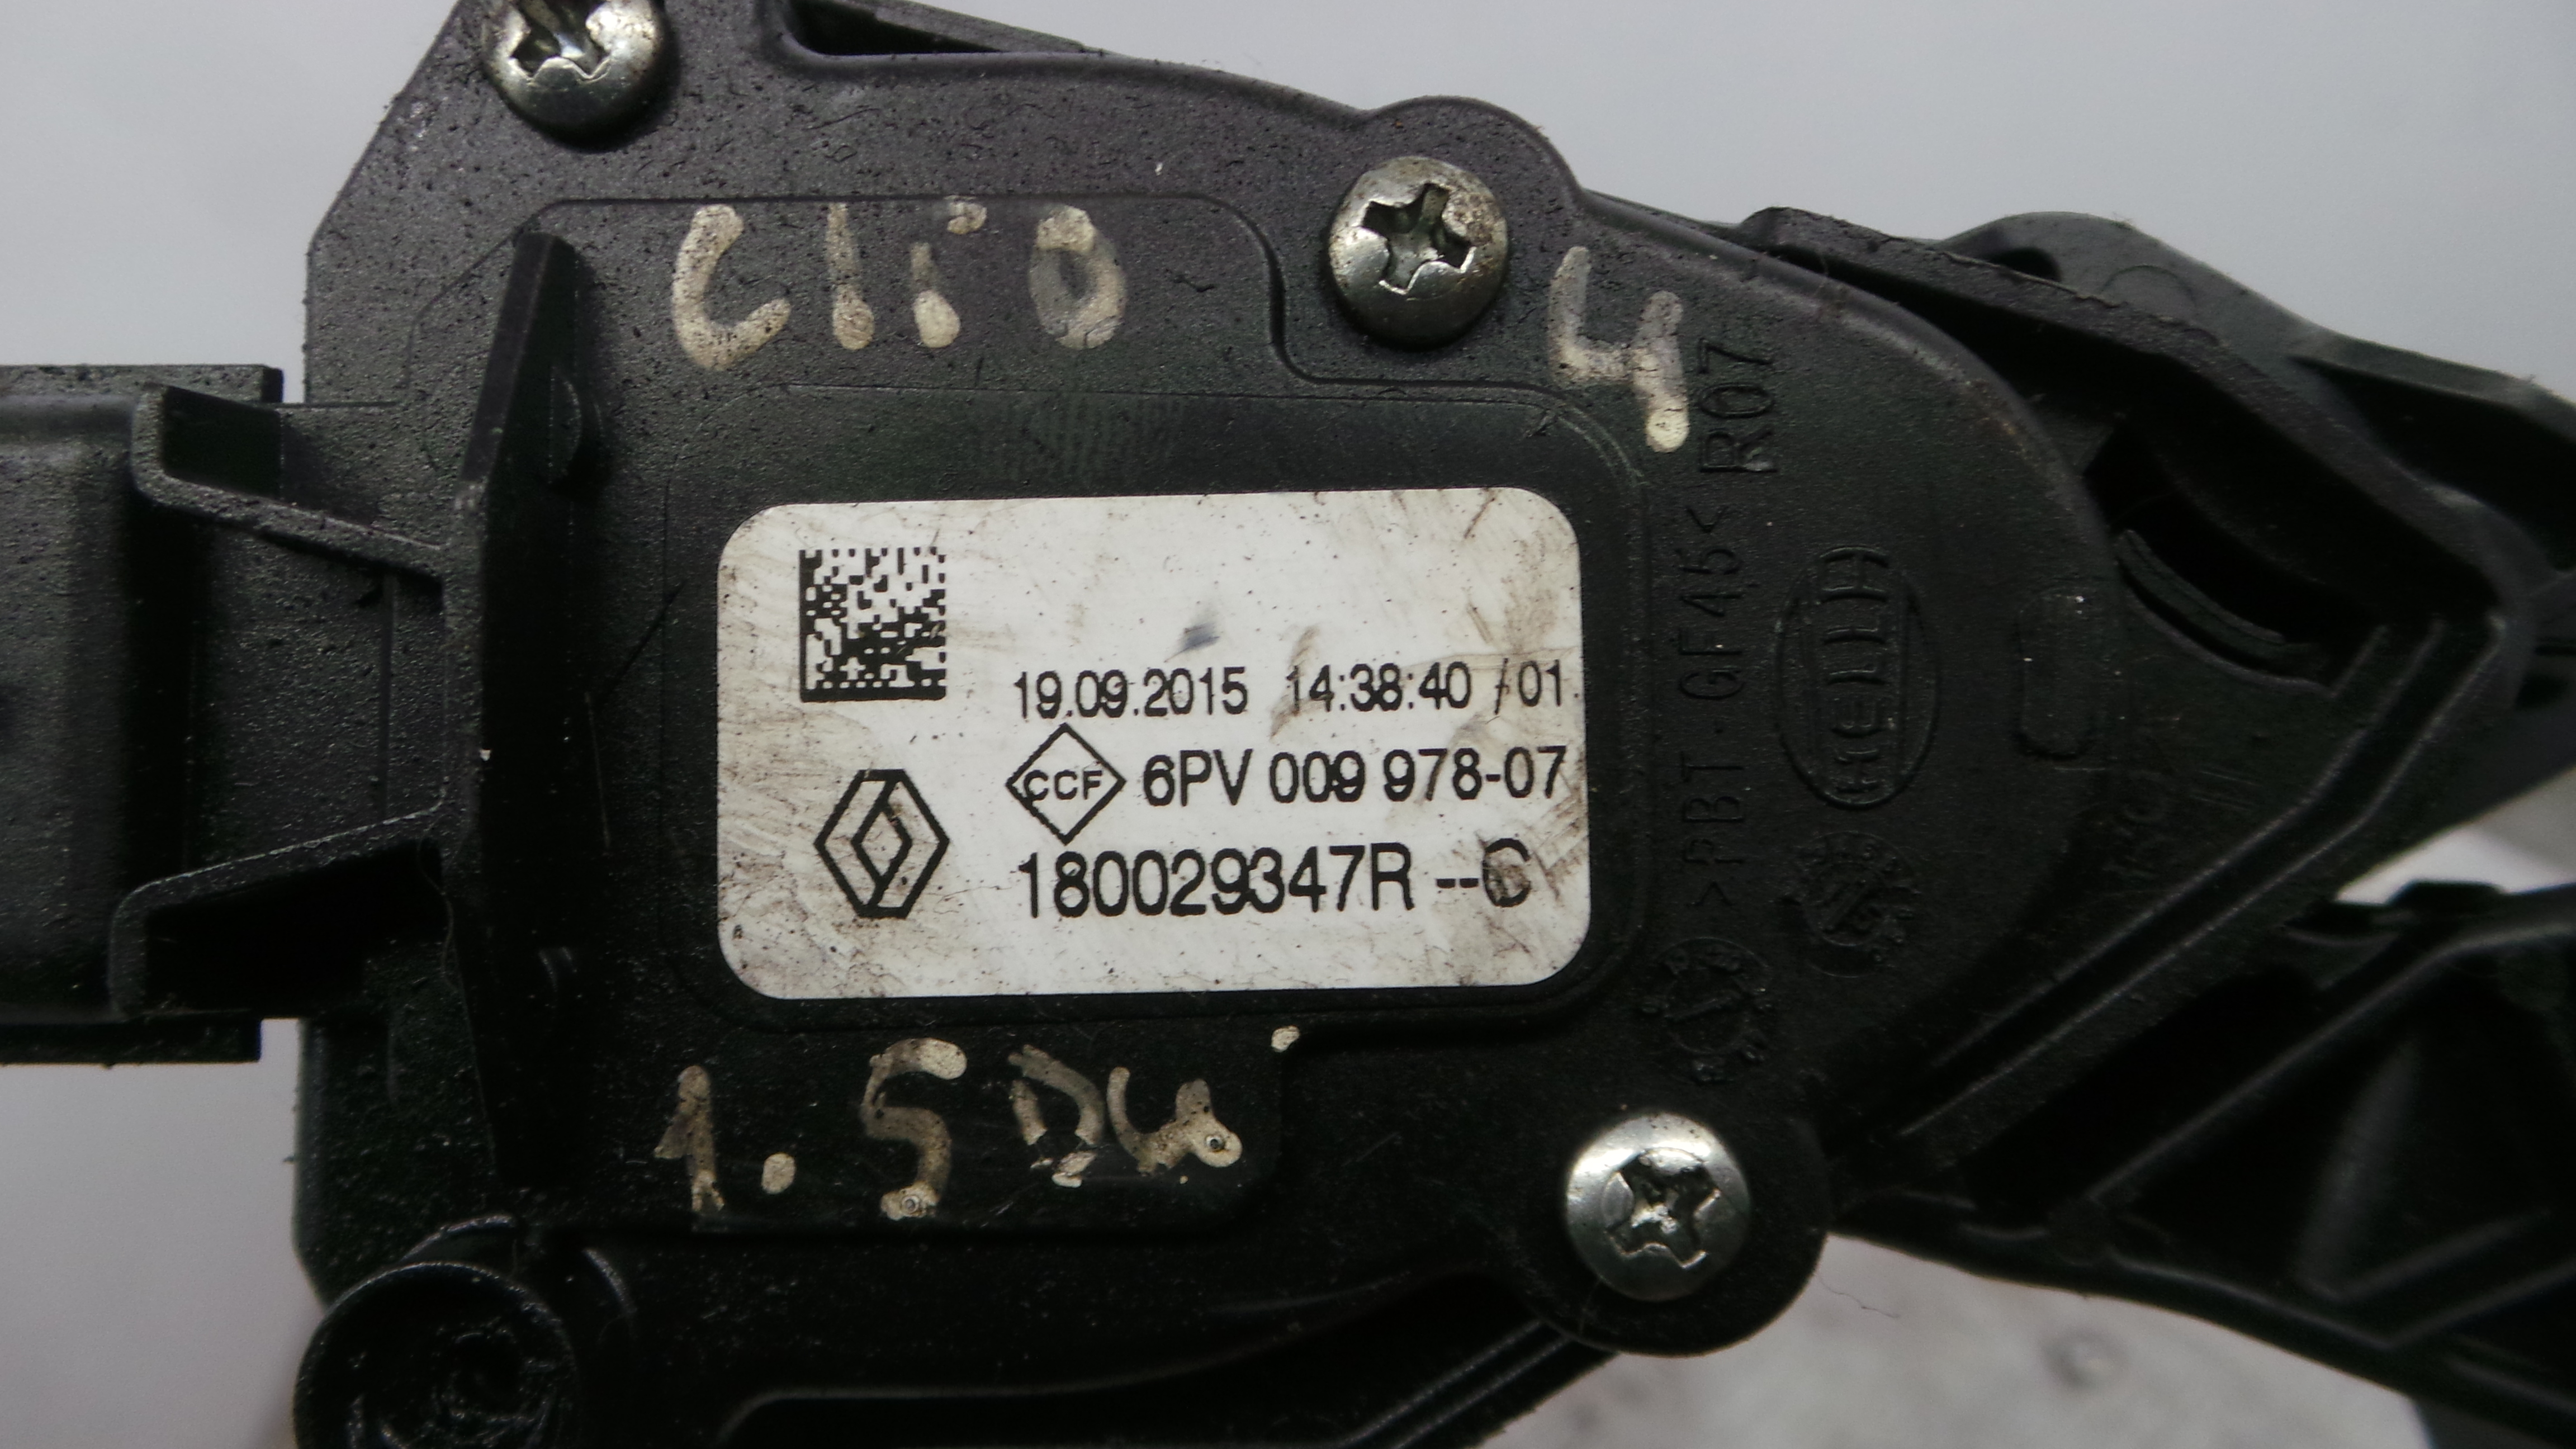 Clio 4
19.09.2015 14:38:40 /01
CCF 6PV 009 978-07
180029347R --C
>PBT-GF45< R07
HELLA
1.5 Dci